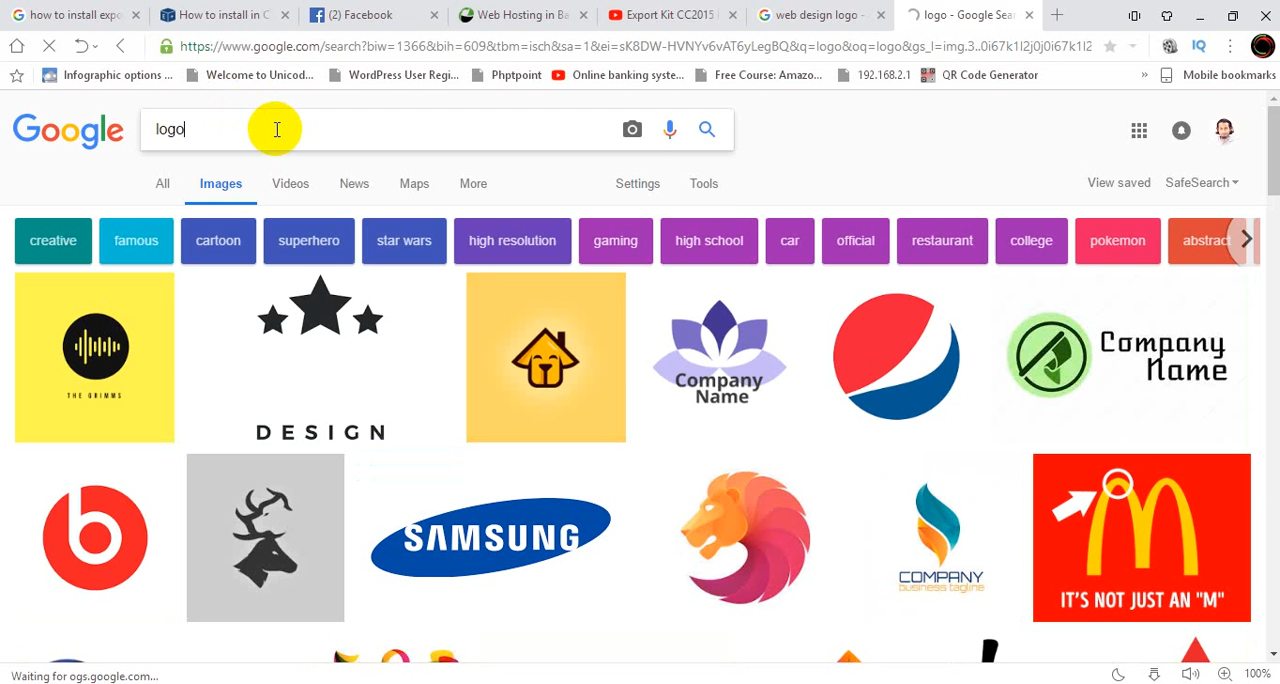 how to install expo
How to install in C
(2) Facebook
Web Hosting in Ba
Export Kit CC2015
web design logo -
logo - Google Sear
https://www.google.com/search?biw=1366&bih=609&tbm=isch&sa=1&ei=sK8DW-HVNYv6vAT6yLegBQ&q=logo&oq=logo&gs_l=img.3..0i67k1l2j0j0i67k1l2
IQ
Infographic options ...
Welcome to Unicod...
WordPress User Regi...
Phptpoint
Online banking syste...
Free Course: Amazo...
192.168.2.1
QR Code Generator
»
Mobile bookmarks
Google
logo
All
Images
Videos
News
Maps
More
Settings
Tools
View saved
SafeSearch
creative
famous
cartoon
superhero
star wars
high resolution
gaming
high school
car
official
restaurant
college
pokemon
abstract
THE GRIMMS
DESIGN
Company
Name
Company
Name
b
SAMSUNG
COMPANY
business tagline
M
IT'S NOT JUST AN "M"
Waiting for ogs.google.com...
100%